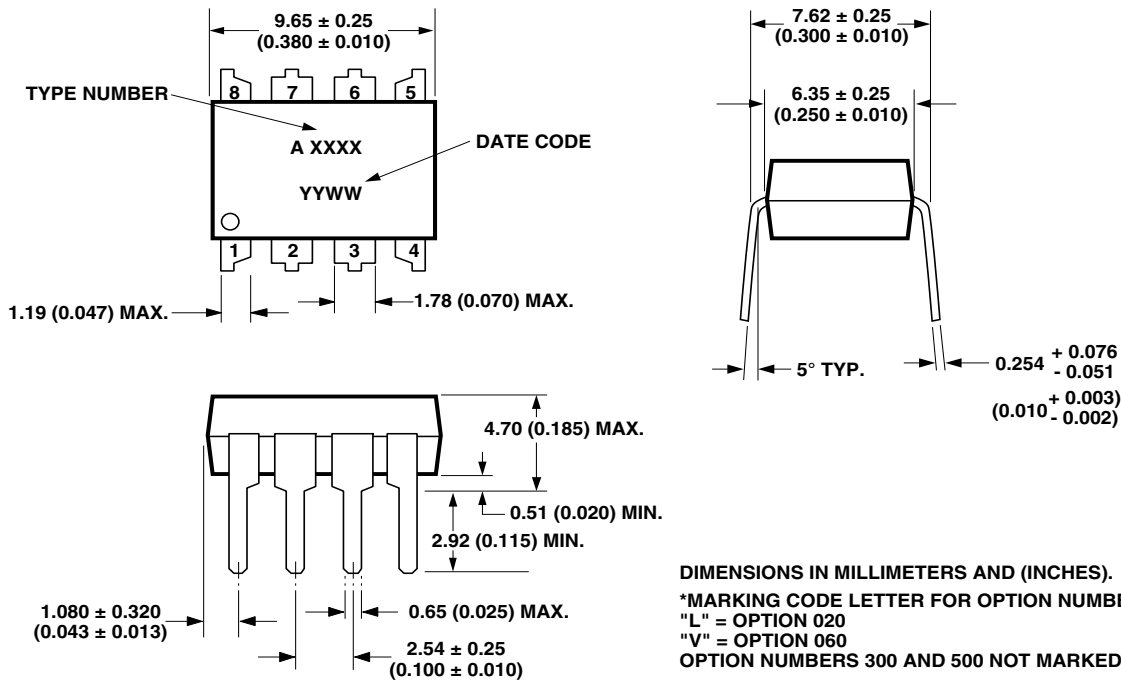 9.65 ± 0.25
(0.380 ± 0.010)
8 7 6 5
TYPE NUMBER
A XXXX
DATE CODE
YYWW
1 2 3 4
1.19 (0.047) MAX.
1.78 (0.070) MAX.
7.62 ± 0.25
(0.300 ± 0.010)
6.35 ± 0.25
(0.250 ± 0.010)
5° TYP.
0.254 + 0.076
- 0.051
(0.010 + 0.003)
- 0.002)
4.70 (0.185) MAX.
0.51 (0.020) MIN.
2.92 (0.115) MIN.
1.080 ± 0.320
(0.043 ± 0.013)
0.65 (0.025) MAX.
2.54 ± 0.25
(0.100 ± 0.010)
DIMENSIONS IN MILLIMETERS AND (INCHES).
*MARKING CODE LETTER FOR OPTION NUMBE
"L" = OPTION 020
"V" = OPTION 060
OPTION NUMBERS 300 AND 500 NOT MARKED